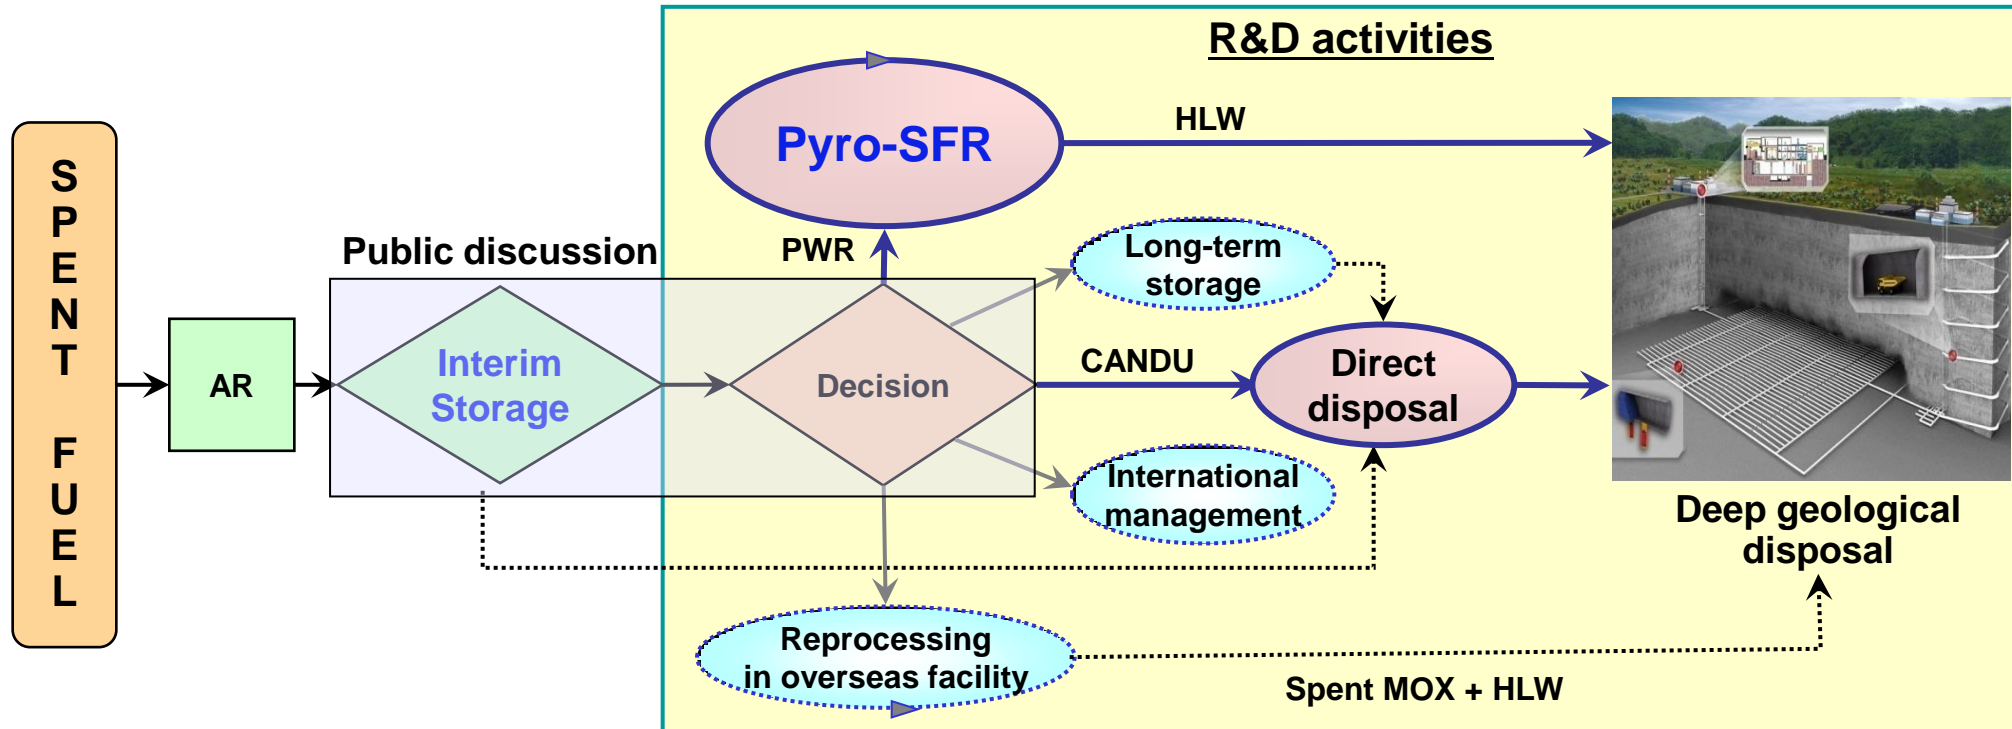 R&D activities
SPENT FUEL
AR
Public discussion
Interim
Storage
Decision
PWR
Pyro-SFR
HLW
Long-term
storage
CANDU
Direct
disposal
International
management
Reprocessing
in overseas facility
Spent MOX + HLW
Deep geological
disposal